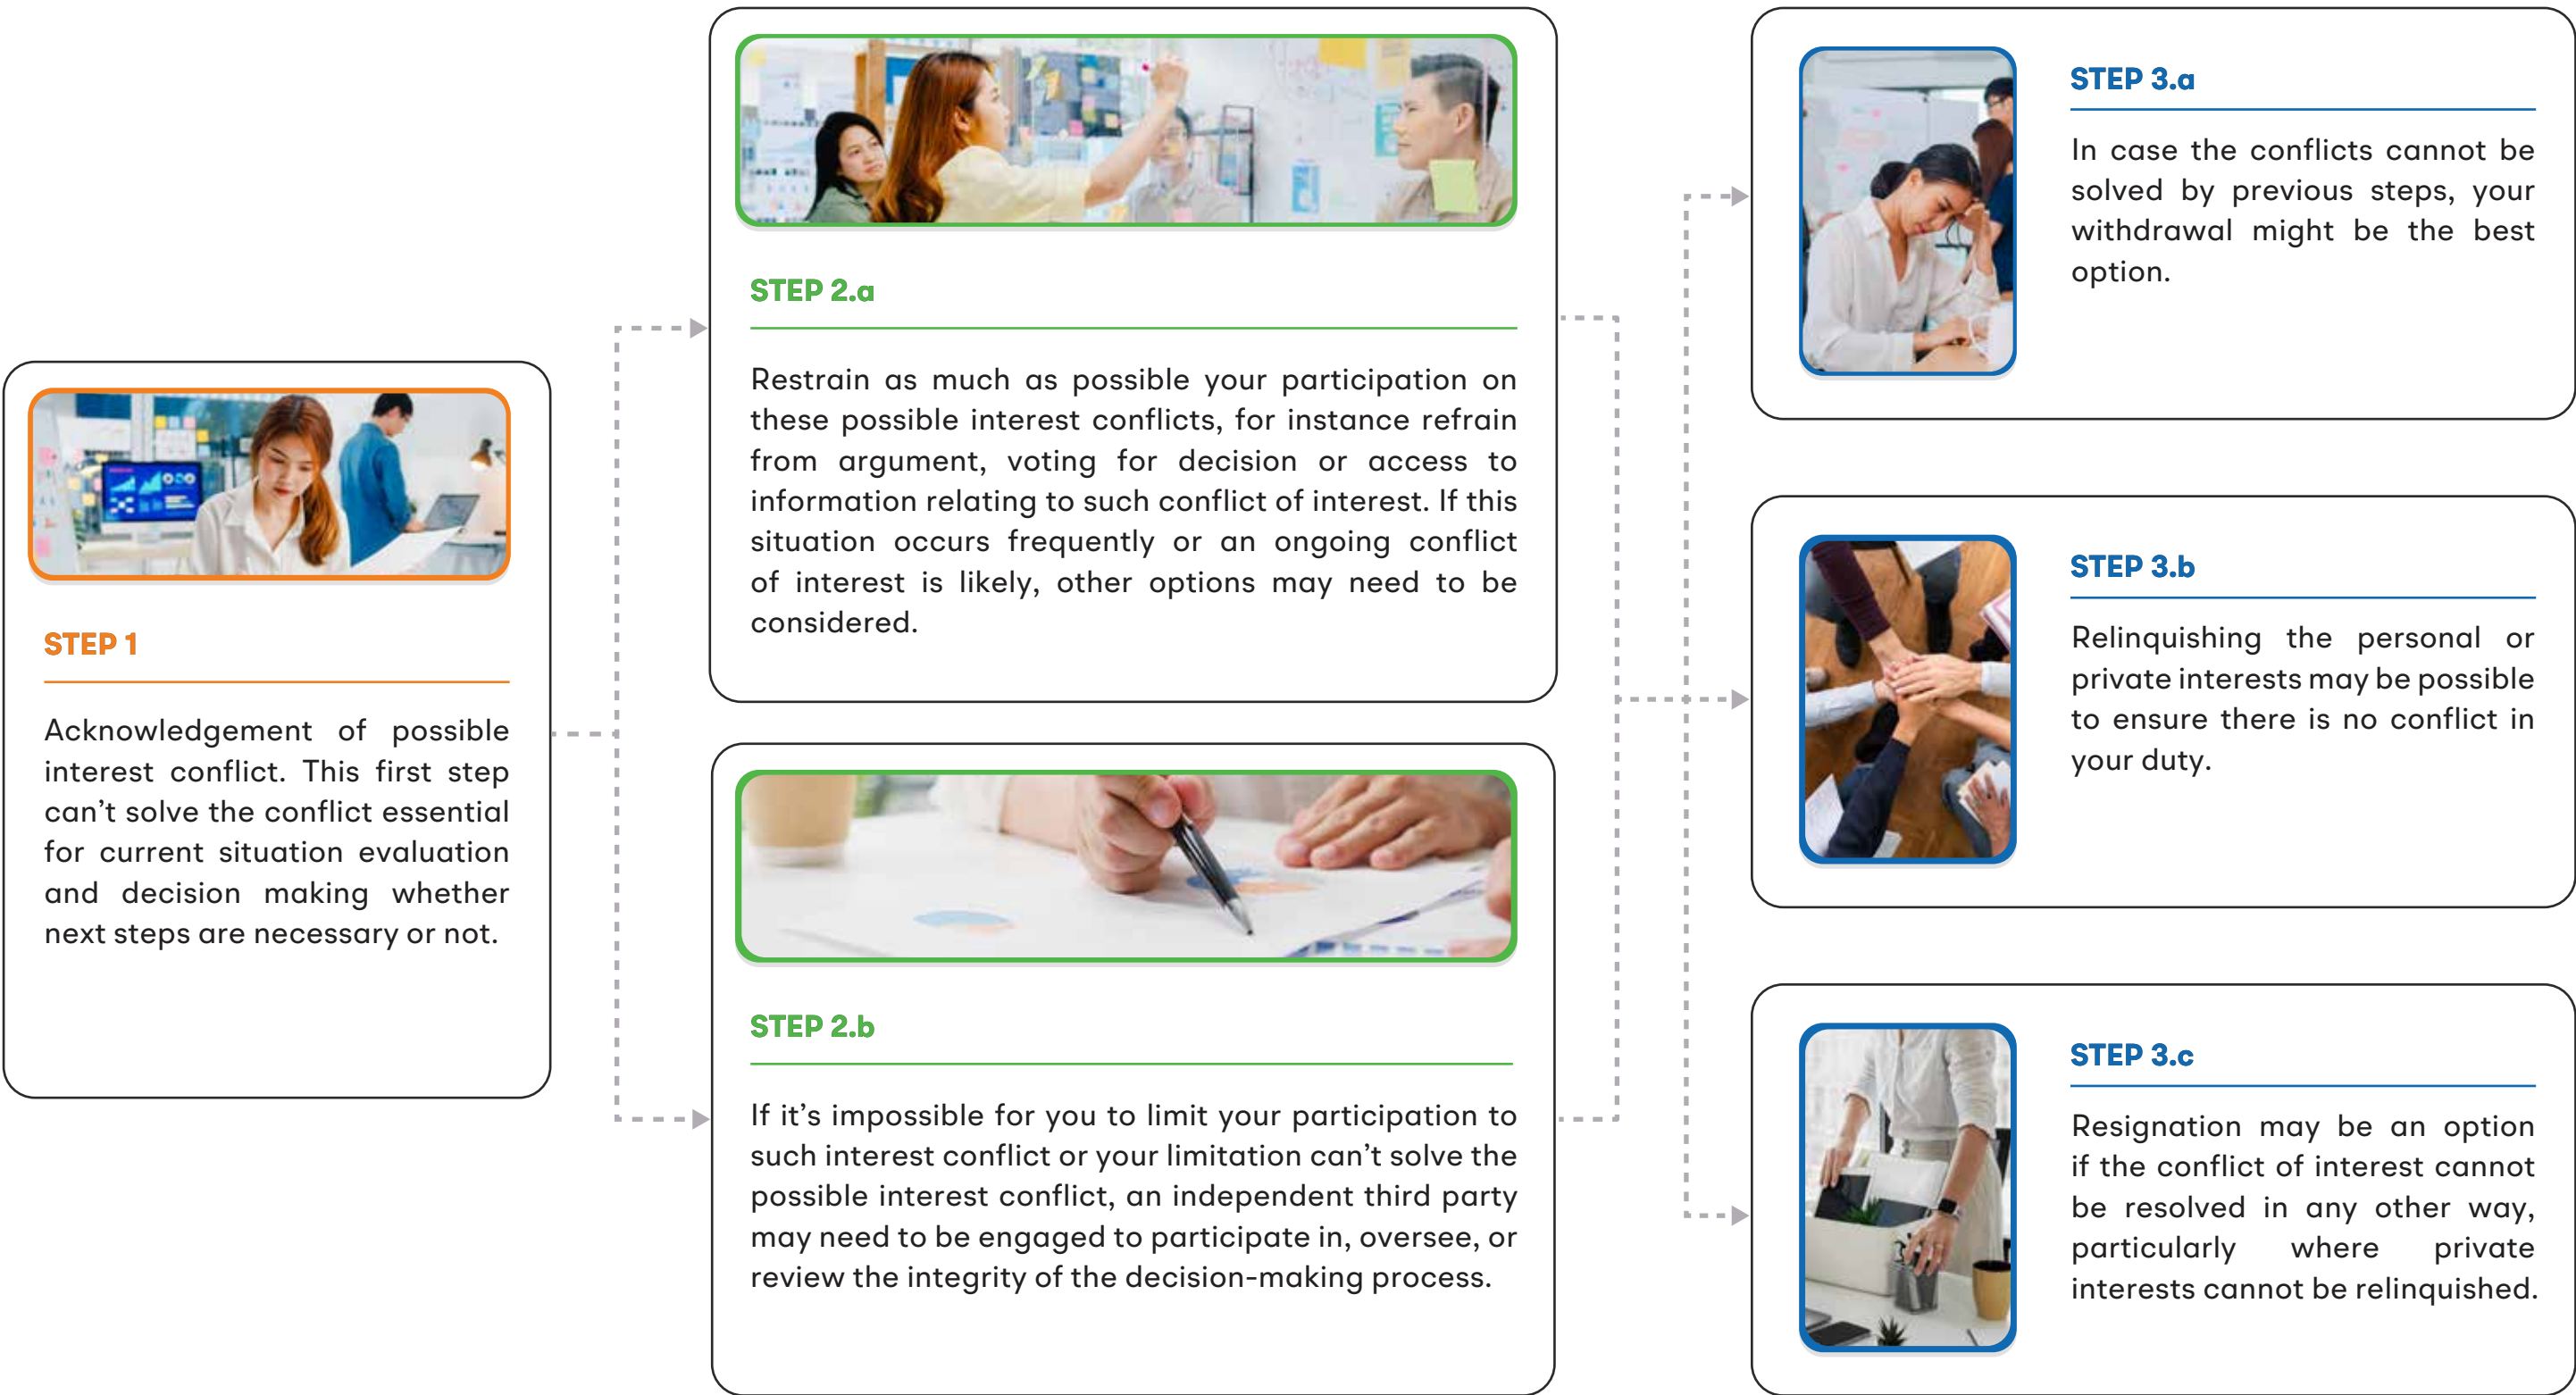 STEP 1
Acknowledgement of possible
interest conflict. This first step
can't solve the conflict essential
for current situation evaluation
and decision making whether
next steps are necessary or not.
STEP 2.a
Restrain as much as possible your participation on
these possible interest conflicts, for instance refrain
from argument, voting for decision or access to
information relating to such conflict of interest. If this
situation occurs frequently or an ongoing conflict
of interest is likely, other options may need to be
considered.
STEP 2.b
If it's impossible for you to limit your participation to
such interest conflict or your limitation can't solve the
possible interest conflict, an independent third party
may need to be engaged to participate in, oversee, or
review the integrity of the decision-making process.
STEP 3.a
In case the conflicts cannot be
solved by previous steps, your
withdrawal might be the best
option.
STEP 3.b
Relinquishing the personal or
private interests may be possible
to ensure there is no conflict in
your duty.
STEP 3.c
Resignation may be an option
if the conflict of interest cannot
be resolved in any other way,
particularly where private
interests cannot be relinquished.